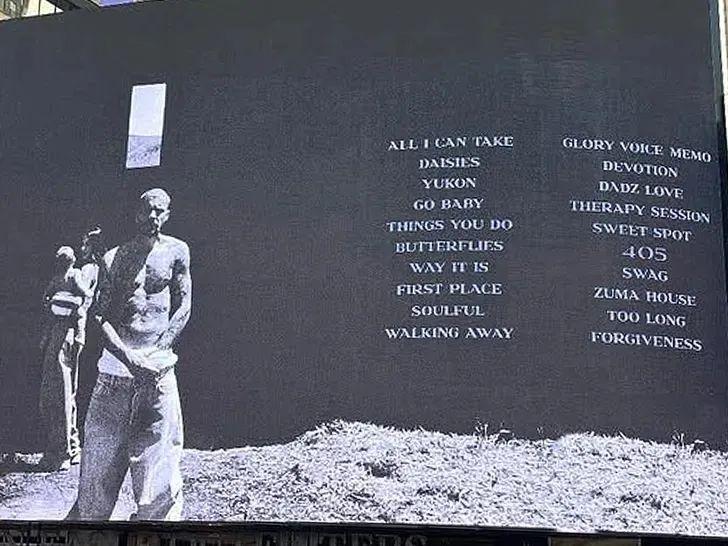 ALL I CAN TAKE
DAISIES
YUKON
GO BABY
THINGS YOU DO
BUTTERFLIES
WAY IT IS
FIRST PLACE
SOULFUL
WALKING AWAY
GLORY VOICE MEMO
DEVOTION
DADZ LOVE
THERAPY SESSION
SWEET SPOT
405
SWAG
ZUMA HOUSE
TOO LONG
FORGIVENESS